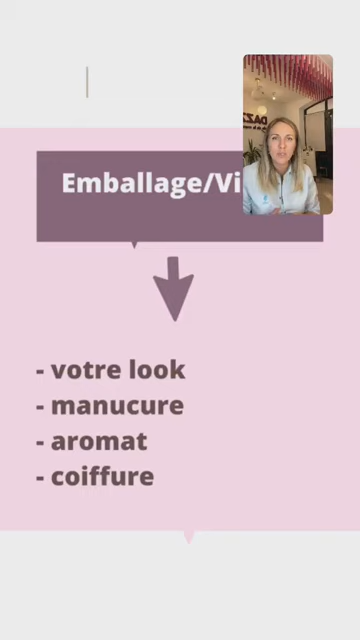 Emballage/Vi
- votre look
- manucure
- aromat
- coiffure